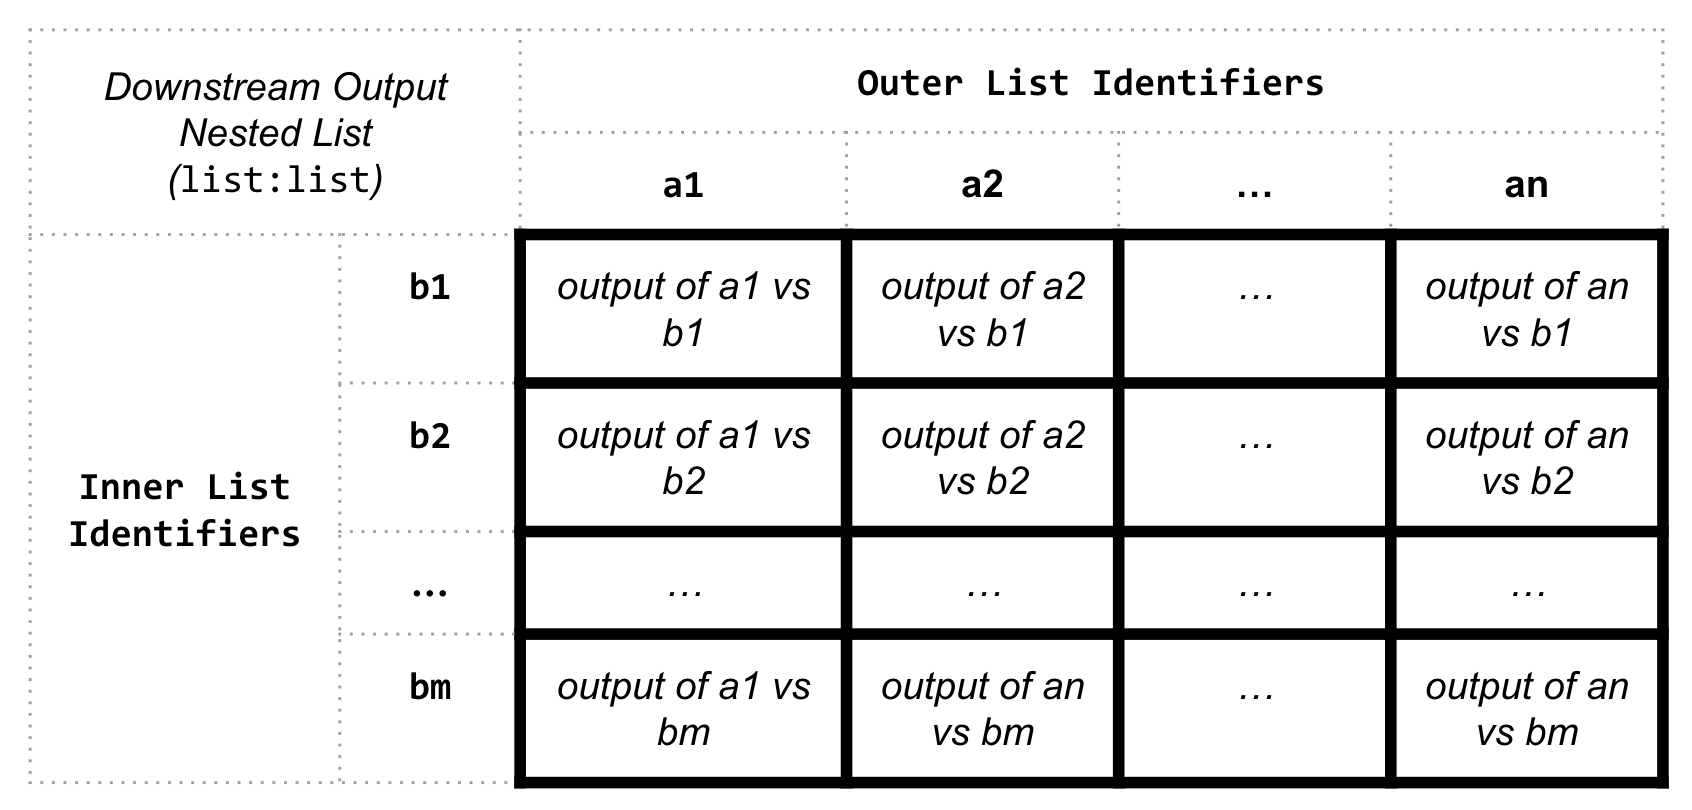 Downstream Output
Nested List
(list:list)
Outer List Identifiers
a1
a2
...
an
Inner List
Identifiers
b1
output of a1 vs
b1
output of a2
vs b1
...
output of an
vs b1
b2
output of a1 vs
b2
output of a2
vs b2
...
output of an
vs b2
...
...
...
...
...
bm
output of a1 vs
bm
output of an
vs bm
...
output of an
vs bm